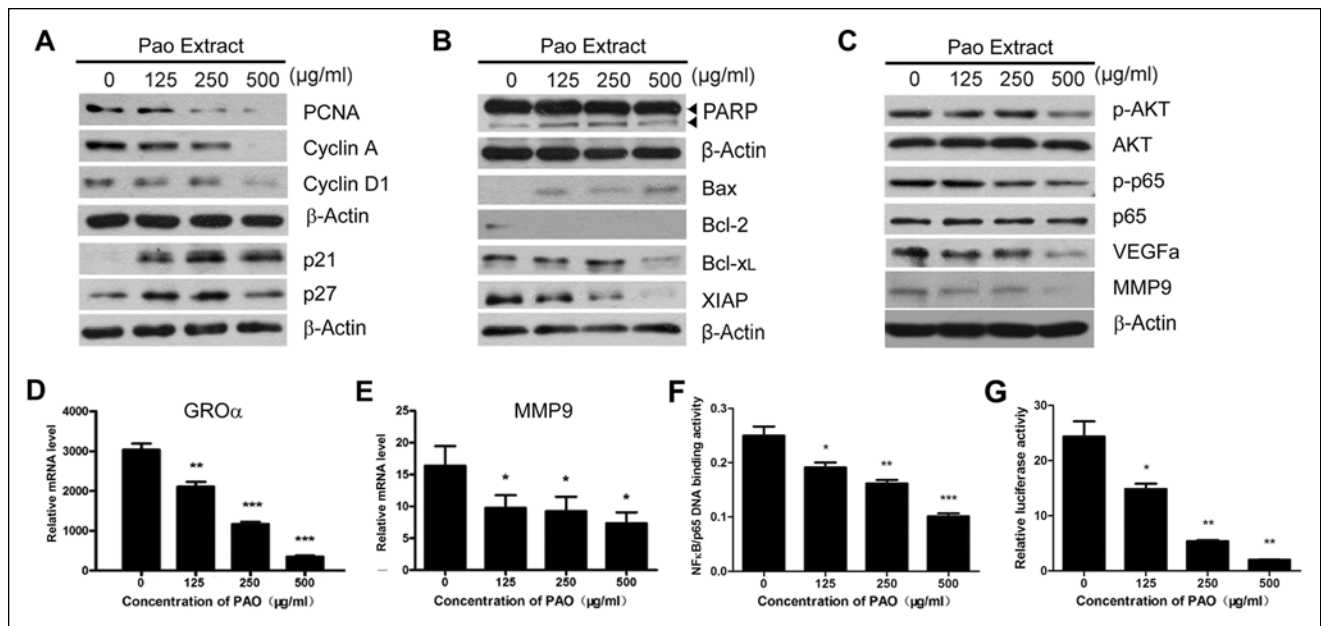 A
Pao Extract
0 125 250 500 (μg/ml)
PCNA
Cyclin A
Cyclin D1
β-Actin
p21
p27
β-Actin
B
Pao Extract
0 125 250 500 (μg/ml)
PARP
β-Actin
Bax
Bcl-2
Bcl-xL
XIAP
β-Actin
C
Pao Extract
0 125 250 500 (μg/ml)
p-AKT
AKT
p-p65
p65
VEGFa
MMP9
β-Actin
D
GROα
Relative mRNA level
4000
3000
2000
1000
0
**
***
***
0 125 250 500
Concentration of PAO (μg/ml)
E
MMP9
Relative mRNA level
25
20
15
10
5
0
*
*
*
0 125 250 500
Concentration of PAO (μg/ml)
F
NFκB/p65 DNA binding activity
0.3
0.2
0.1
0.0
*
**
***
0 125 250 500
Concentration of PAO (μg/ml)
G
Relative luciferase activiy
30
20
10
0
*
**
**
0 125 250 500
Concentration of PAO (μg/ml)